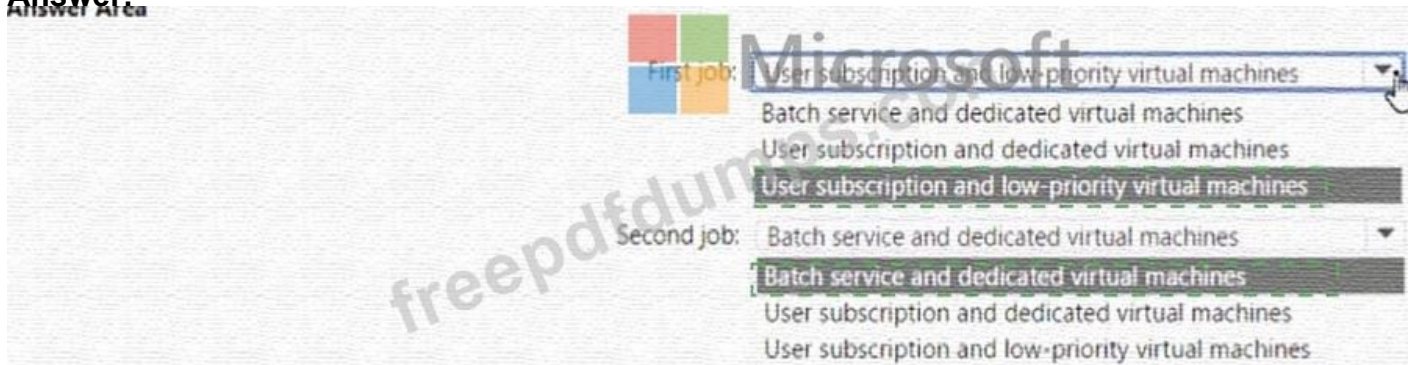 Answer:
Answer Area
Microsoft
First job: User subscription and low-priority virtual machines
Batch service and dedicated virtual machines
User subscription and dedicated virtual machines
User subscription and low-priority virtual machines
Second job: Batch service and dedicated virtual machines
Batch service and dedicated virtual machines
User subscription and dedicated virtual machines
User subscription and low-priority virtual machines
freepdfdumps.com